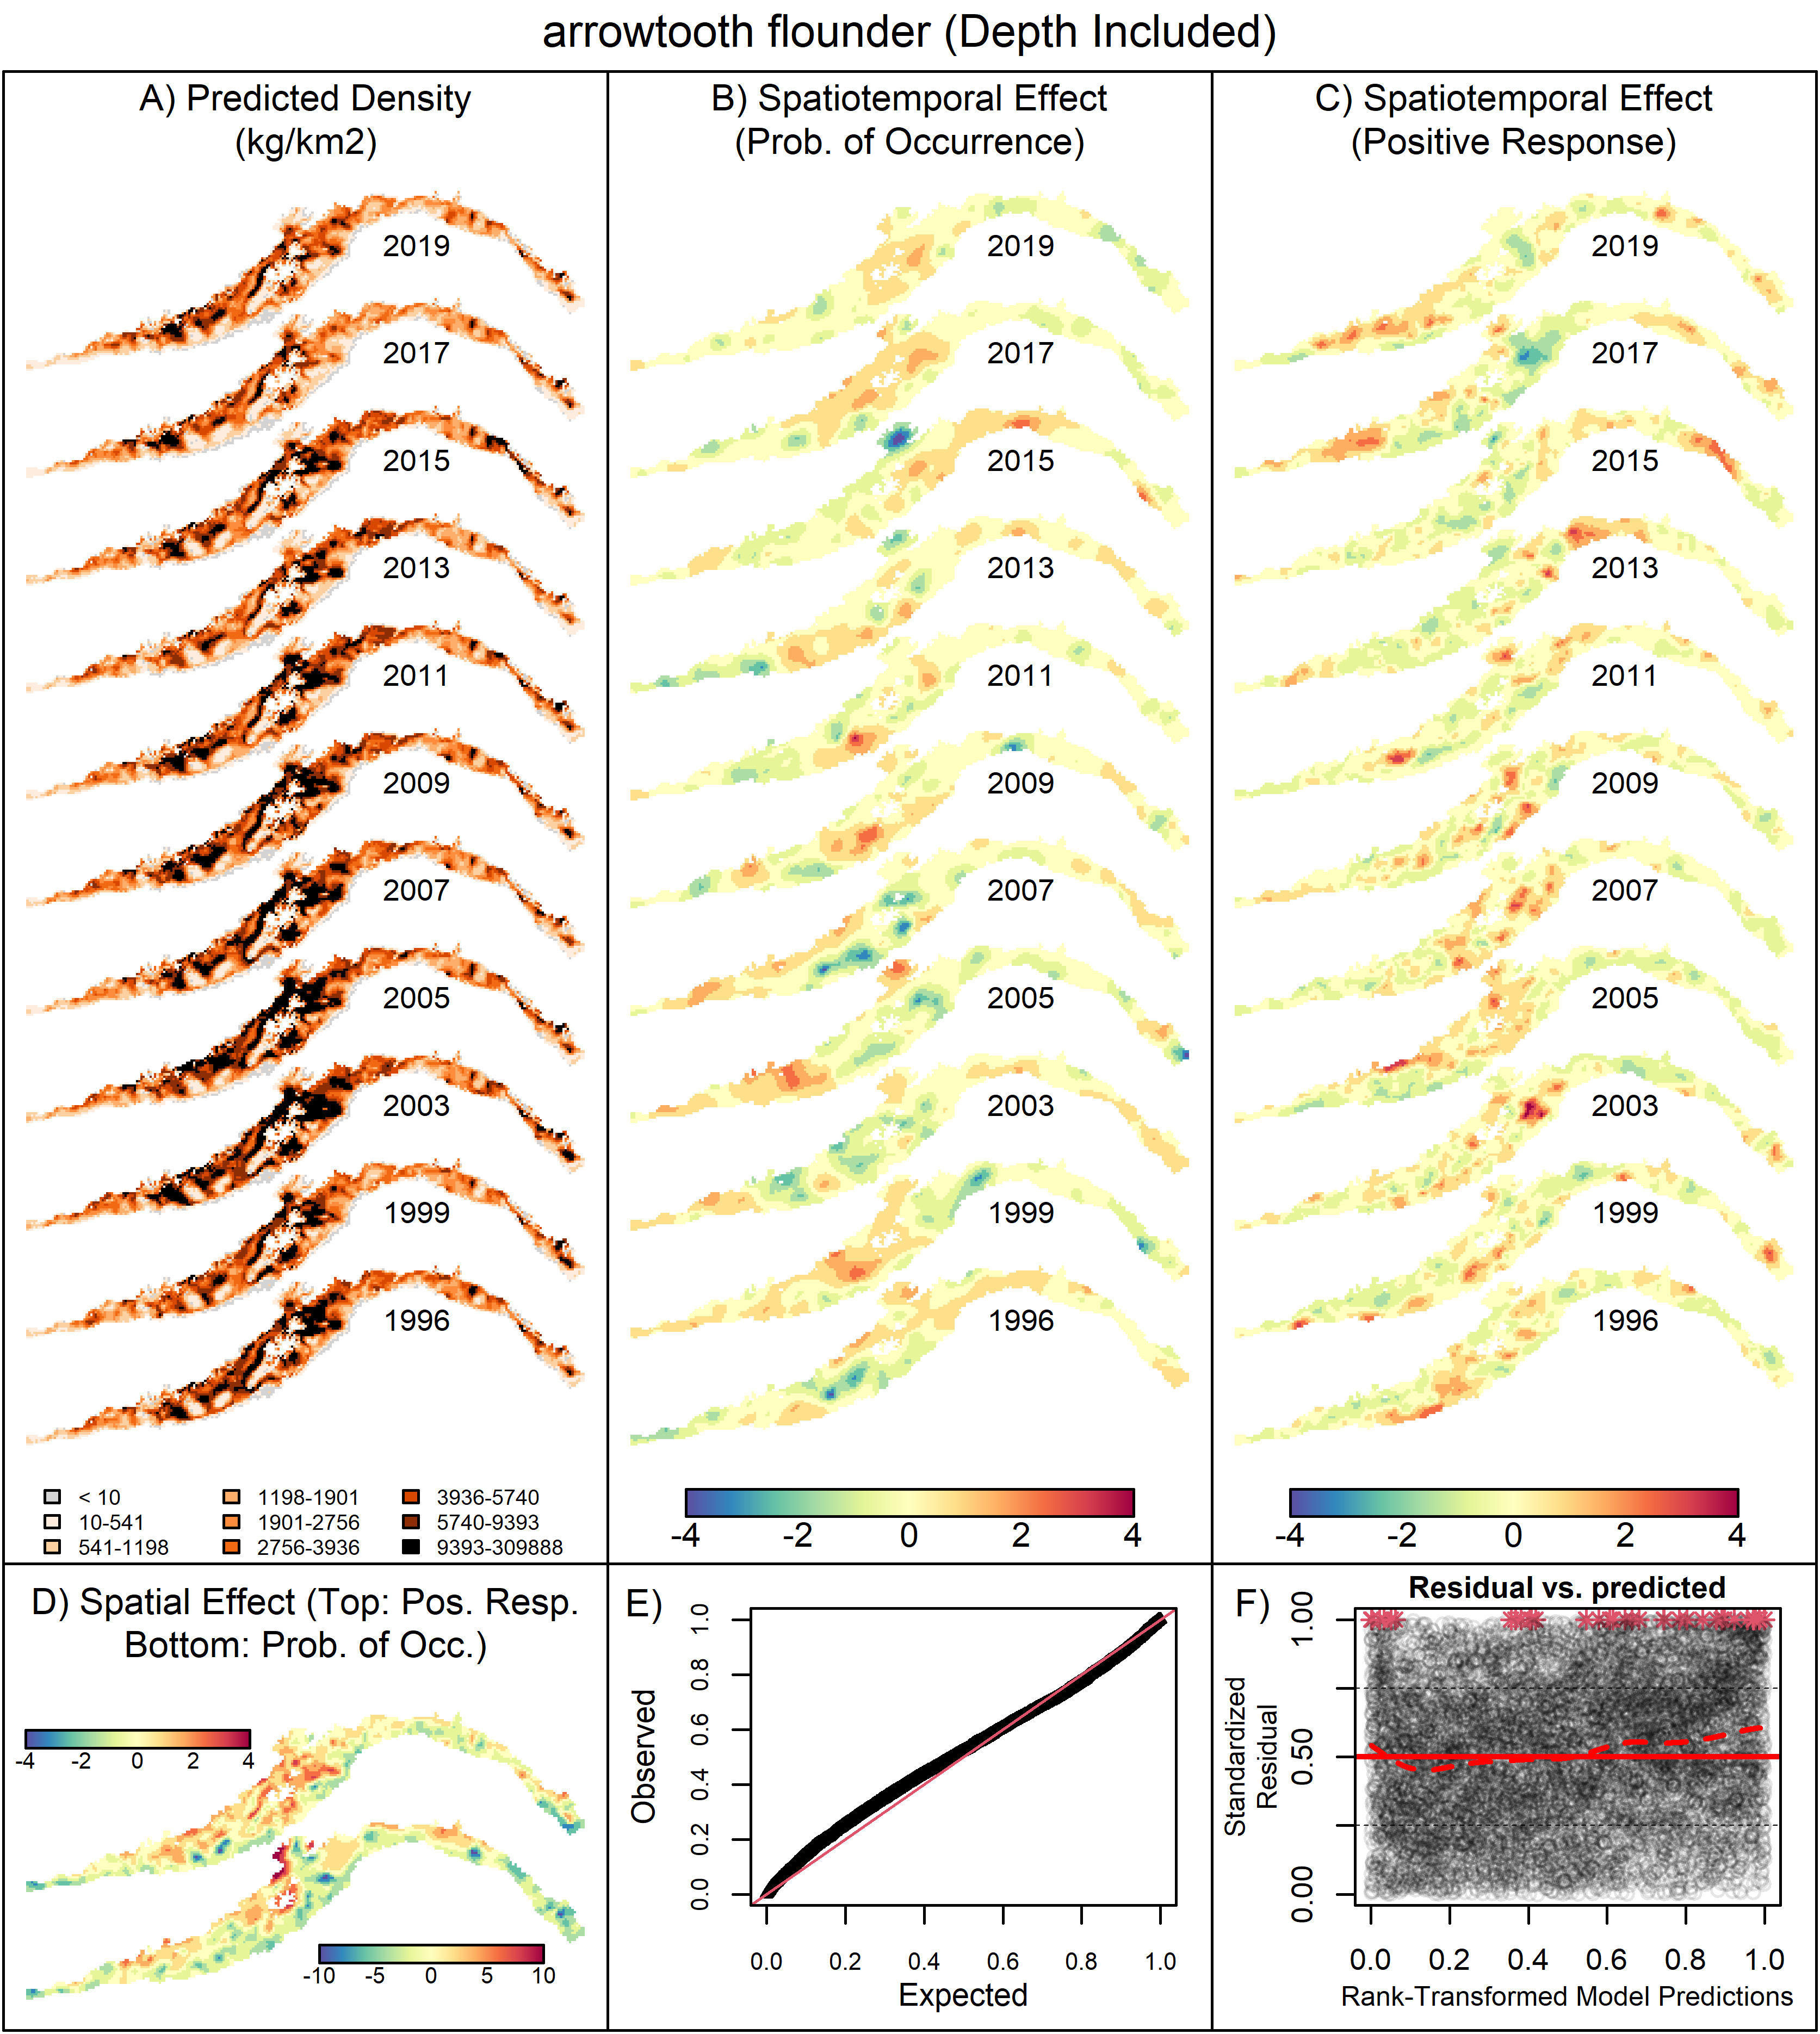 arrowtooth flounder (Depth Included)
A) Predicted Density
(kg/km2)
2019
2017
2015
2013
2011
2009
2007
2005
2003
1999
1996
< 10
10-541
541-1198
1198-1901
1901-2756
2756-3936
3936-5740
5740-9393
9393-309888
B) Spatiotemporal Effect
(Prob. of Occurrence)
2019
2017
2015
2013
2011
2009
2007
2005
2003
1999
1996
-4 -2 0 2 4
C) Spatiotemporal Effect
(Positive Response)
2019
2017
2015
2013
2011
2009
2007
2005
2003
1999
1996
-4 -2 0 2 4
D) Spatial Effect (Top: Pos. Resp.
Bottom: Prob. of Occ.)
-4 -2 0 2 4
-10 -5 0 5 10
E)
Observed
1.0
0.8
0.6
0.4
0.2
0.0
0.0 0.2 0.4 0.6 0.8 1.0
Expected
F)
Residual vs. predicted
Standardized
Residual
1.00
0.50
0.00
0.0 0.2 0.4 0.6 0.8 1.0
Rank-Transformed Model Predictions